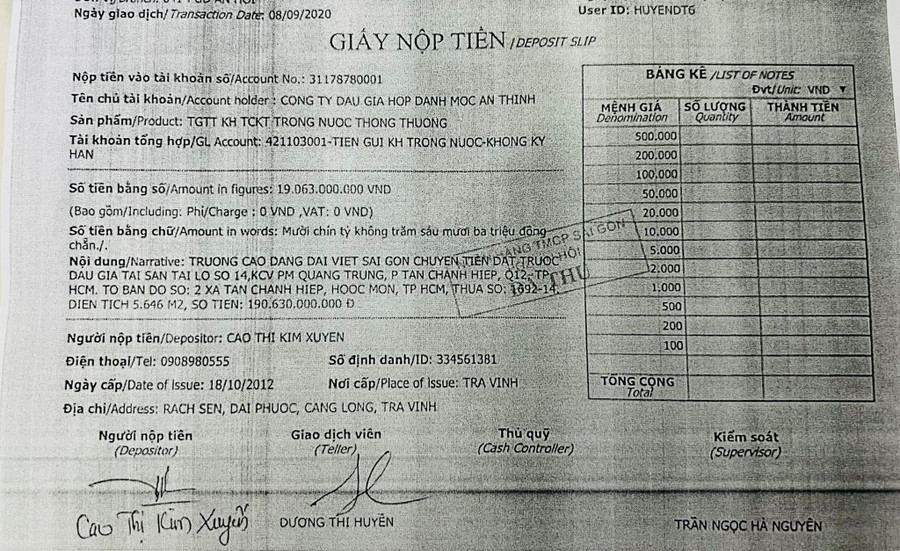 Ngày giao dịch/ Transaction Date: 08/09/2020
User ID: HUYENDT6
GIẤY NỘP TIỀN /DEPOSIT SLIP
Nộp tiền vào tài khoản số/Account No.: 31178780001
Tên chủ tài khoản/Account holder : CONG TY DAU GIA HOP DANH MOC AN THINH
Sản phẩm/Product: TGTT KH TCKT TRONG NUOC THONG THUONG
Tài khoản tổng hợp/GL Account: 421103001-TIEN GUI KH TRONG NUOC-KHONG KY
HAN
Số tiền bằng số/Amount in figures: 19.063.000.000 VND
(Bao gồm/Including: Phí/Charge : 0 VND ,VAT: 0 VND)
Số tiền bằng chữ/Amount in words: Mười chín tỷ không trăm sáu mươi ba triệu đồng
chẵn./.
Nội dung/Narrative: TRUONG CAO DANG DAI VIET SAI GON CHUYEN TIEN DAT TRUOC
DAU GIA TAI SAN TAI LO SO 14,KCV PM QUANG TRUNG, P TAN CHANH HIEP, Q12, TP
HCM. TO BAN DO SO: 2 XA TAN CHANH HIEP, HOOC MON, TP HCM, THUA SO: 1692-14,
DIEN TICH 5.646 M2, SO TIEN: 190.630.000.000 Đ
TMCP SAI GON
THU
Người nộp tiền/Depositor: CAO THI KIM XUYEN
Điện thoại/Tel: 0908980555
Số định danh/ID: 334561381
Ngày cấp/Date of Issue: 18/10/2012
Nơi cấp/Place of Issue: TRA VINH
Địa chỉ/Address: RACH SEN, DAI PHUOC, CANG LONG, TRA VINH
BẢNG KÊ /LIST OF NOTES
Đvt/Unit: VND ▼
MỆNH GIÁ SỐ LƯỢNG THÀNH TIỀN
Denomination Quantity Amount
500.000
200.000
100.000
50.000
20.000
10.000
5.000
2.000
1.000
500
200
100
TỔNG CỘNG
Total
Người nộp tiền Giao dịch viên Thủ quỹ Kiểm soát
(Depositor) (Teller) (Cash Controller) (Supervisor)
Cao Thị Kim Xuyến
DƯƠNG THI HUYỀN
TRẦN NGỌC HÀ NGUYÊN